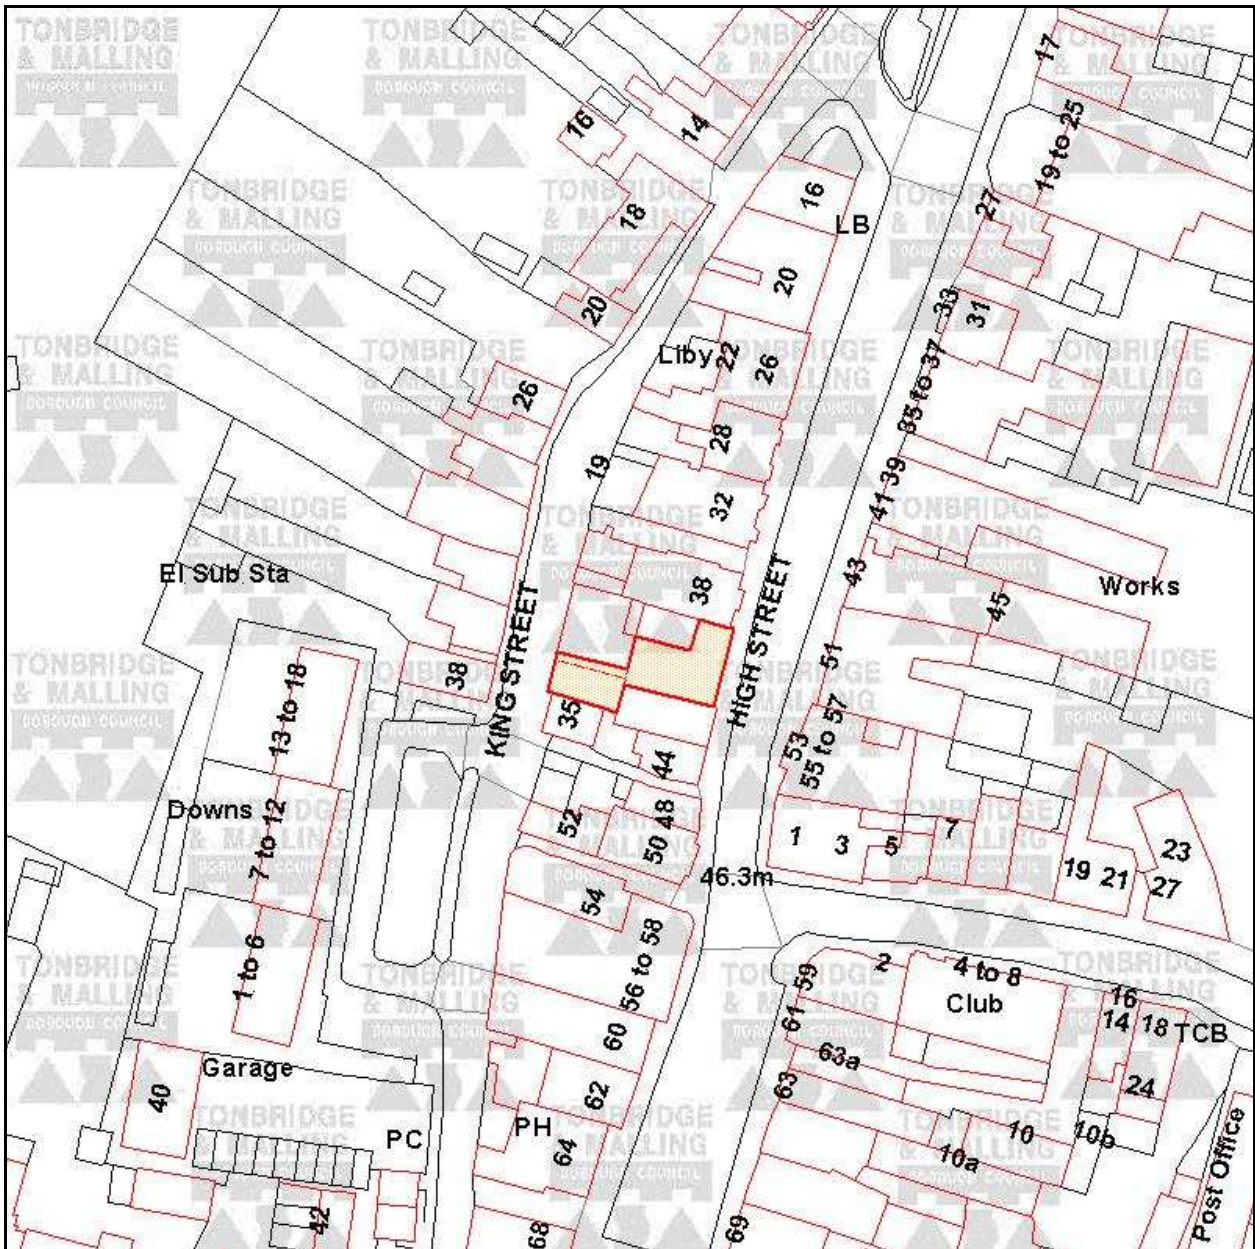 TONBRIDGE
& MALLING
BOROUGH COUNCIL
17
16
14
19 to 25
16
27
18
LB
20
20
33
31
Liby
22
26
35 to 37
26
28
19
41 39
32
El Sub Sta
43
38
45
Works
KING STREET
HIGH STREET
51
38
13 to 18
35
44
53
55 to 57
Downs
7 to 12
52
48
50
1
3
5
7
19
21
23
27
46.3m
54
56 to 58
1 to 6
59
2
4 to 8
Club
61
16
14
18
TCB
60
63a
Garage
40
62
63
24
PC
PH
64
10
10b
10a
Post Office
42
68
69